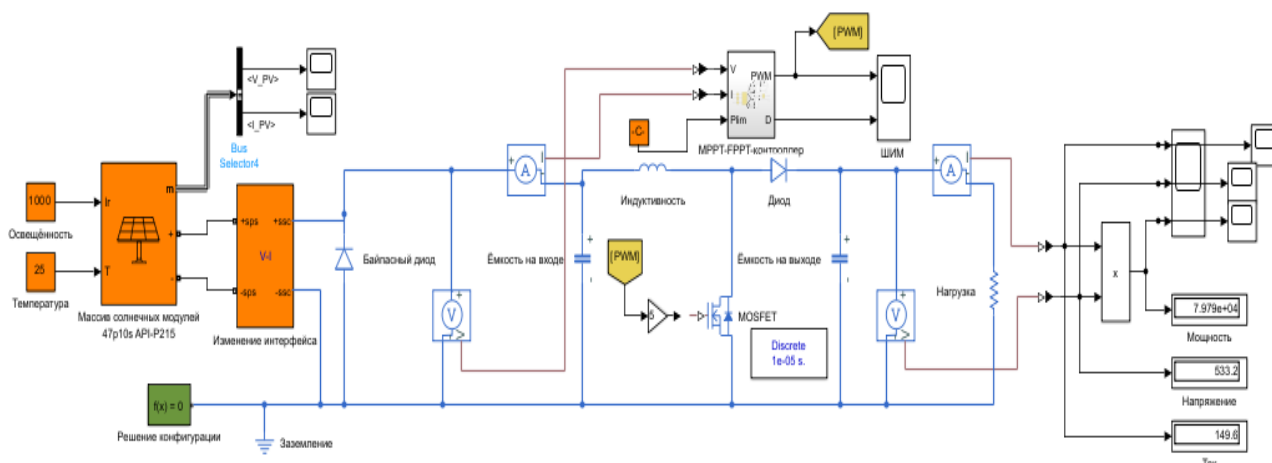 <V_PV>
<I_PV>
Bus
Selector4
1000
Освещённость
25
Температура
Ir
T
m
+
-
Массив солнечных модулей
47p10s API-P215
+sps
+ssc
V-I
-sps
-ssc
Изменение интерфейса
f(x) = 0
Решение конфигурации
Заземление
Байпасный диод
+
V
+
I
A
Ёмкость на входе
+
-
-C-
V
I
Plim
PWM
D
MPPT-FPPT-контроллер
[PWM]
ШИМ
Индуктивность
Диод
[PWM]
5
MOSFET
Discrete
1e-05 s.
Ёмкость на выходе
+
-
+
V
+
I
A
Нагрузка
x
7.979e+04
Мощность
533.2
Напряжение
149.6